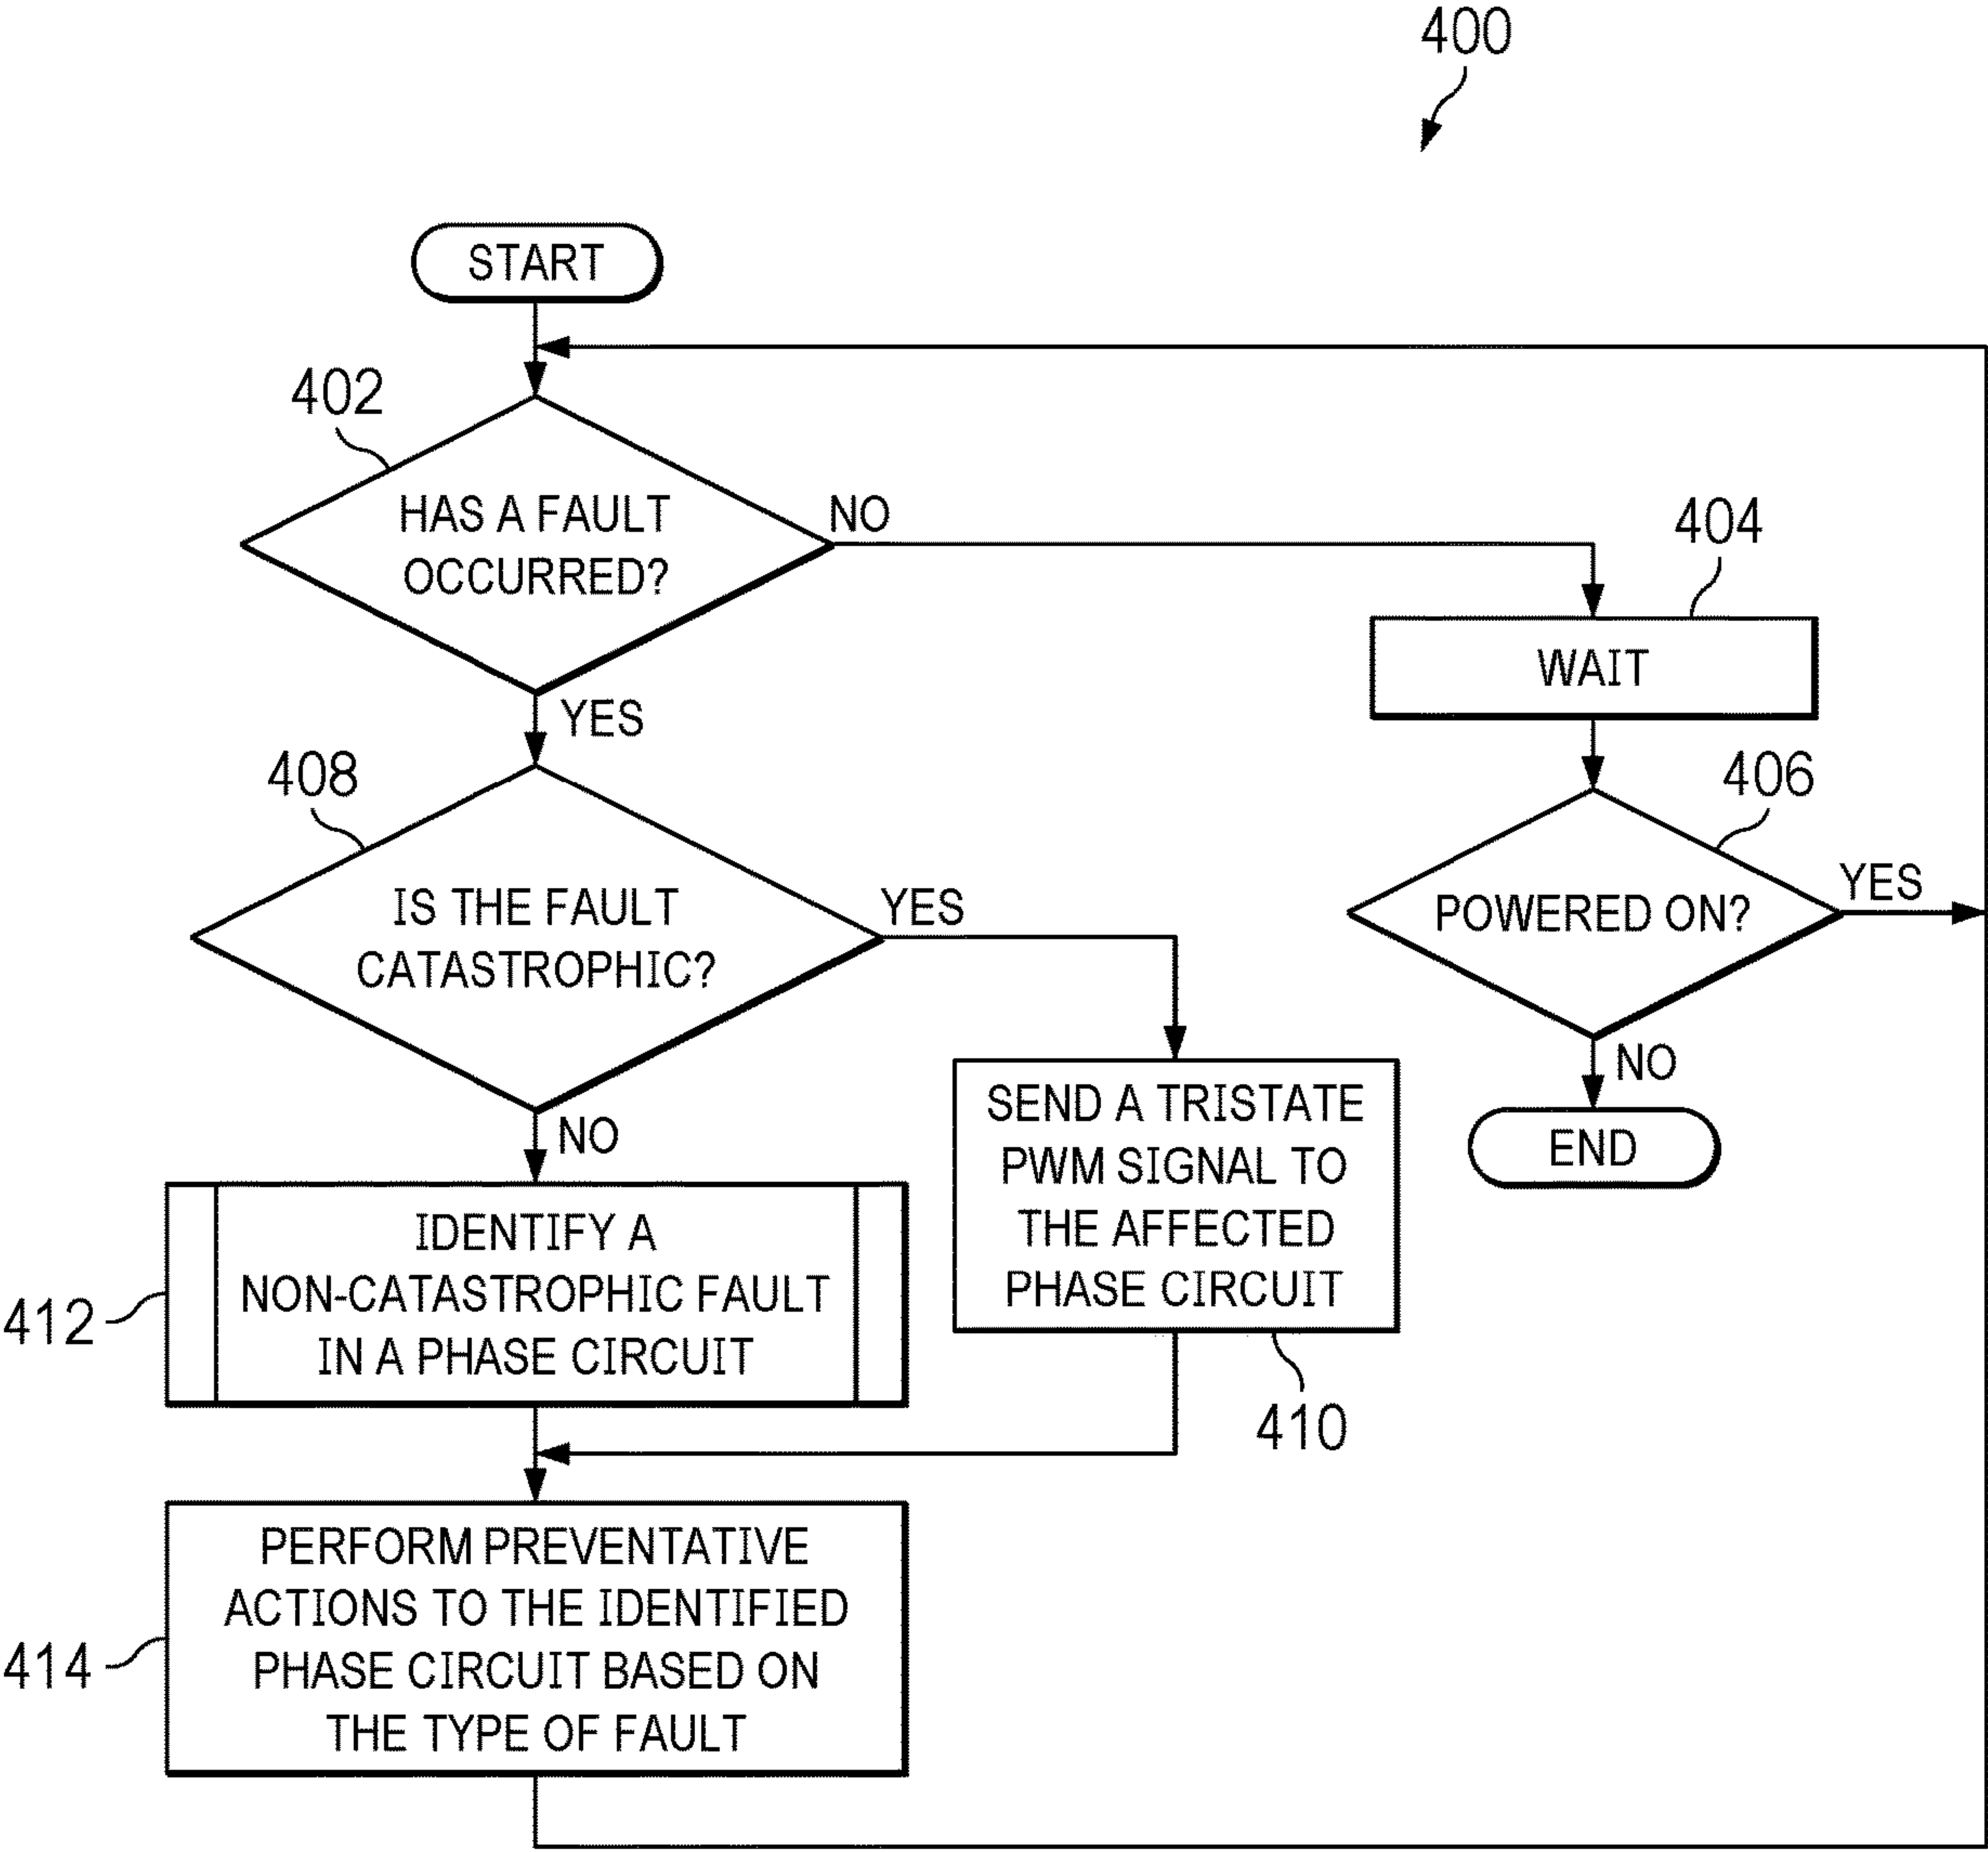 400
START
402
HAS A FAULT
OCCURRED?
NO
YES
404
WAIT
406
POWERED ON?
YES
NO
END
408
IS THE FAULT
CATASTROPHIC?
YES
NO
SEND A TRISTATE
PWM SIGNAL TO
THE AFFECTED
PHASE CIRCUIT
410
412
IDENTIFY A
NON-CATASTROPHIC FAULT
IN A PHASE CIRCUIT
414
PERFORM PREVENTATIVE
ACTIONS TO THE IDENTIFIED
PHASE CIRCUIT BASED ON
THE TYPE OF FAULT